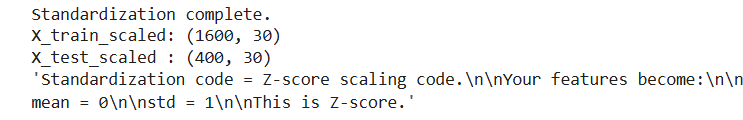 Standardization complete.
X_train_scaled: (1600, 30)
X_test_scaled : (400, 30)
'Standardization code = Z-score scaling code.\n\nYour features become:\n\n
mean = 0\n\nstd = 1\n\nThis is Z-score.'